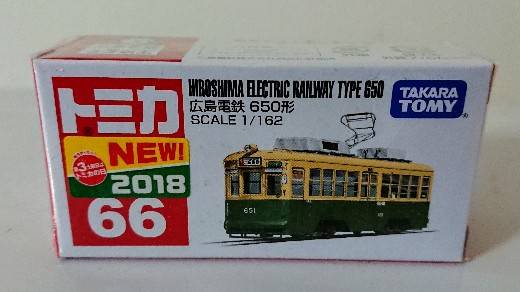 トミカ
HIROSHIMA ELECTRIC RAILWAY TYPE 650
広島電鉄 650形
SCALE 1/162
TAKARA
TOMY
NEW!
2018
66
651